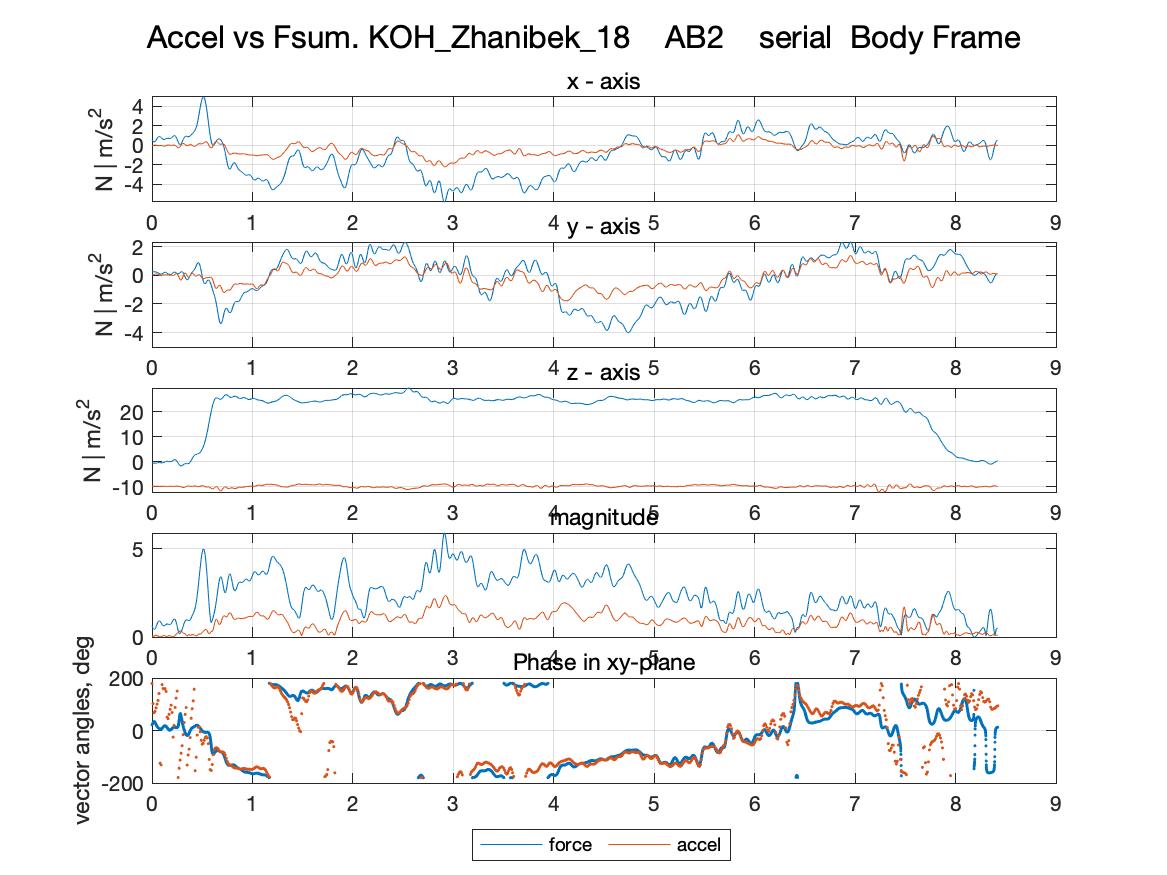 Accel vs Fsum. KOH_Zhanibek_18 AB2 serial Body Frame
x - axis
N | m/s2
4
2
0
-2
-4
0 1 2 3 4 5 6 7 8 9
y - axis
N | m/s2
2
0
-2
-4
0 1 2 3 4 5 6 7 8 9
z - axis
N | m/s2
20
10
0
-10
0 1 2 3 4 5 6 7 8 9
magnitude
5
0
0 1 2 3 4 5 6 7 8 9
Phase in xy-plane
vector angles, deg
200
0
-200
0 1 2 3 4 5 6 7 8 9
force accel